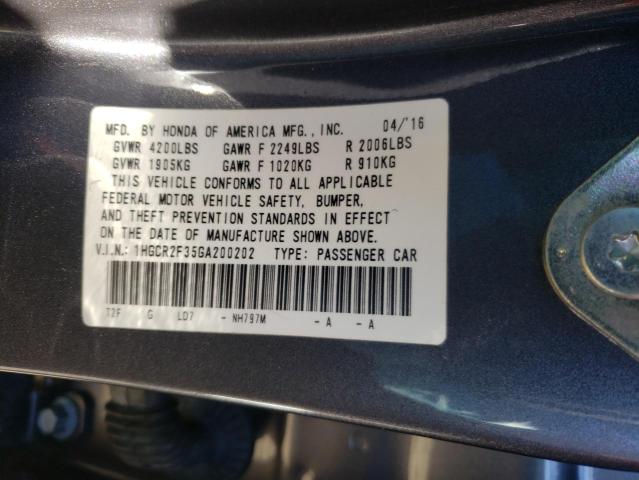 MFD. BY HONDA OF AMERICA MFG., INC. 04/'16
GVWR 4200LBS GAWR F 2249LBS R 2006LBS
GVWR 1905KG GAWR F 1020KG R 910KG
THIS VEHICLE CONFORMS TO ALL APPLICABLE
FEDERAL MOTOR VEHICLE SAFETY, BUMPER,
AND THEFT PREVENTION STANDARDS IN EFFECT
ON THE DATE OF MANUFACTURE SHOWN ABOVE.
V.I.N.: 1HGCR2F35GA200202 TYPE: PASSENGER CAR
T2F G LD7 - NH797M - A - A